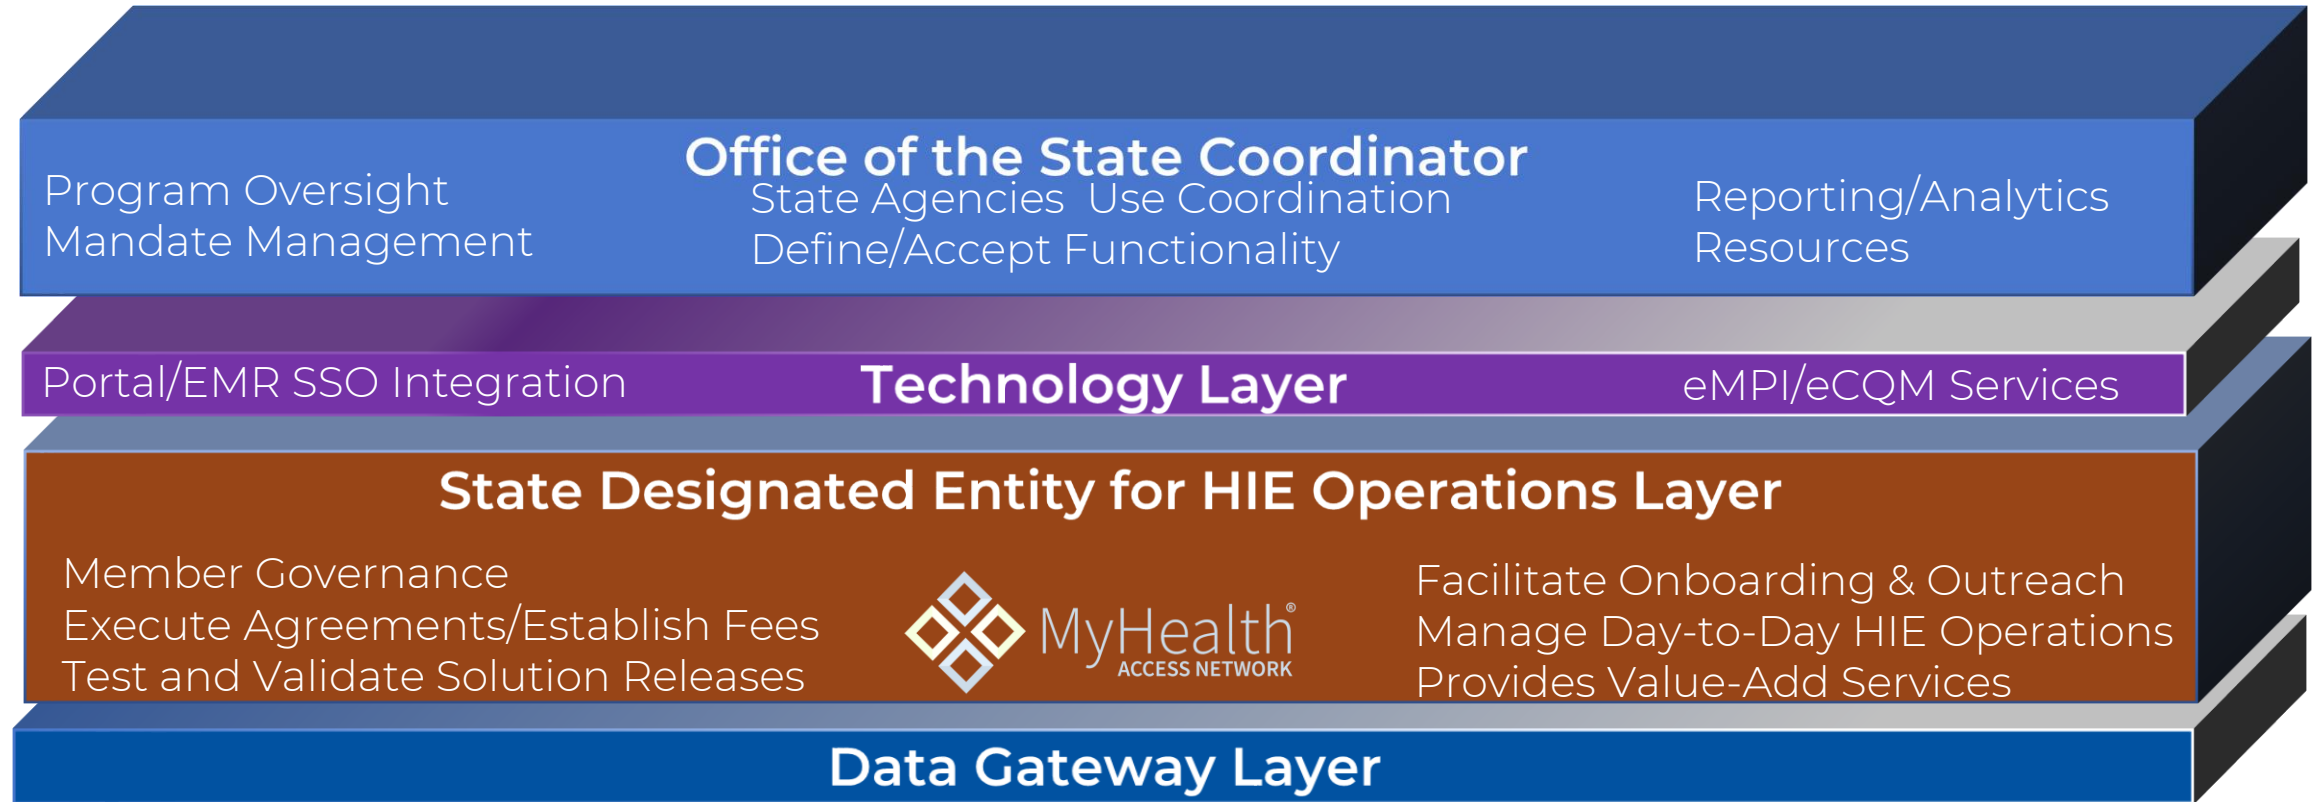 Office of the State Coordinator
Program Oversight
Mandate Management
State Agencies  Use Coordination
Define/Accept Functionality
Reporting/Analytics
Resources
Portal/EMR SSO Integration
Technology Layer
eMPI/eCQM Services
State Designated Entity for HIE Operations Layer
Member Governance
Execute Agreements/Establish Fees
Test and Validate Solution Releases
MyHealth®
ACCESS NETWORK
Facilitate Onboarding & Outreach
Manage Day-to-Day HIE Operations
Provides Value-Add Services
Data Gateway Layer